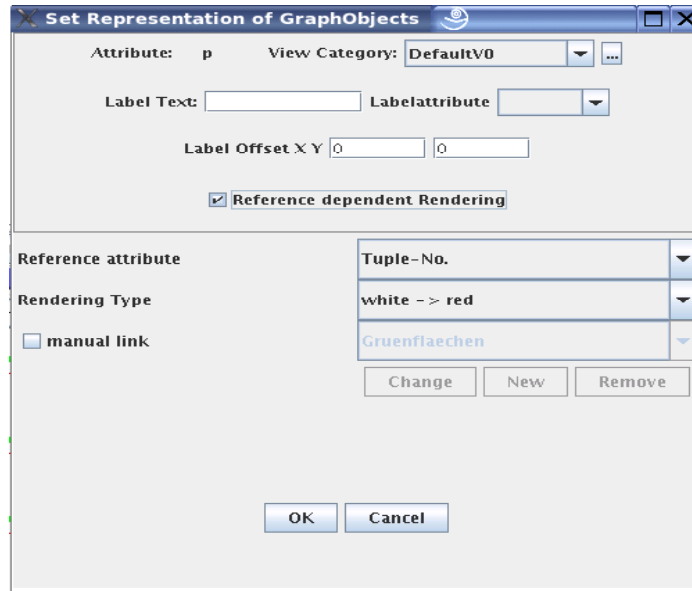 Set Representation of GraphObjects
Attribute: p View Category: DefaultV0 ...
Label Text: Labelattribute
Label Offset X Y 0 0
Reference dependent Rendering
Reference attribute Tuple-No.
Rendering Type white -> red
manual link Gruenflaechen
Change New Remove
OK Cancel